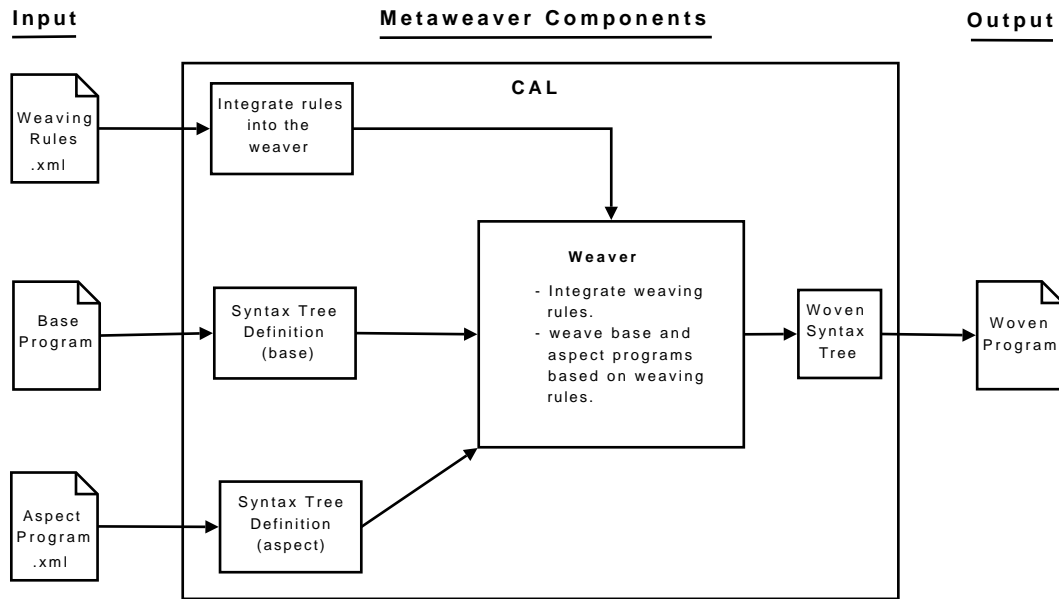 Input
Metaweaver Components
Output
CAL
Weaving
Rules
.xml
Integrate rules
into the
weaver
Base
Program
Syntax Tree
Definition
(base)
Weaver
- Integrate weaving
rules.
- weave base and
aspect programs
based on weaving
rules.
Woven
Syntax
Tree
Woven
Program
Aspect
Program
.xml
Syntax Tree
Definition
(aspect)